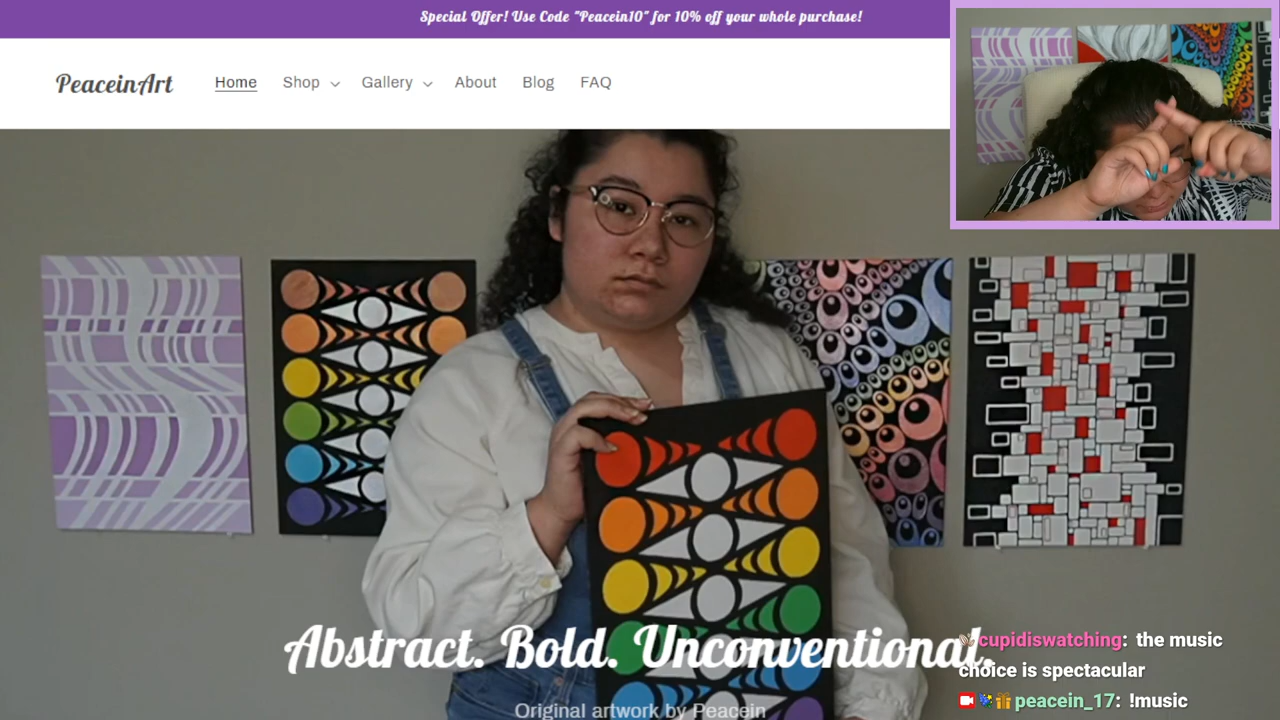 Special Offer! Use Code "Peacein10" for 10% off your whole purchase!
PeaceinArt
Home
Shop
Gallery
About
Blog
FAQ
Abstract. Bold. Unconventional.
Original artwork by Peacein
cupidiswatching: the music
choice is spectacular
peacein_17: !music